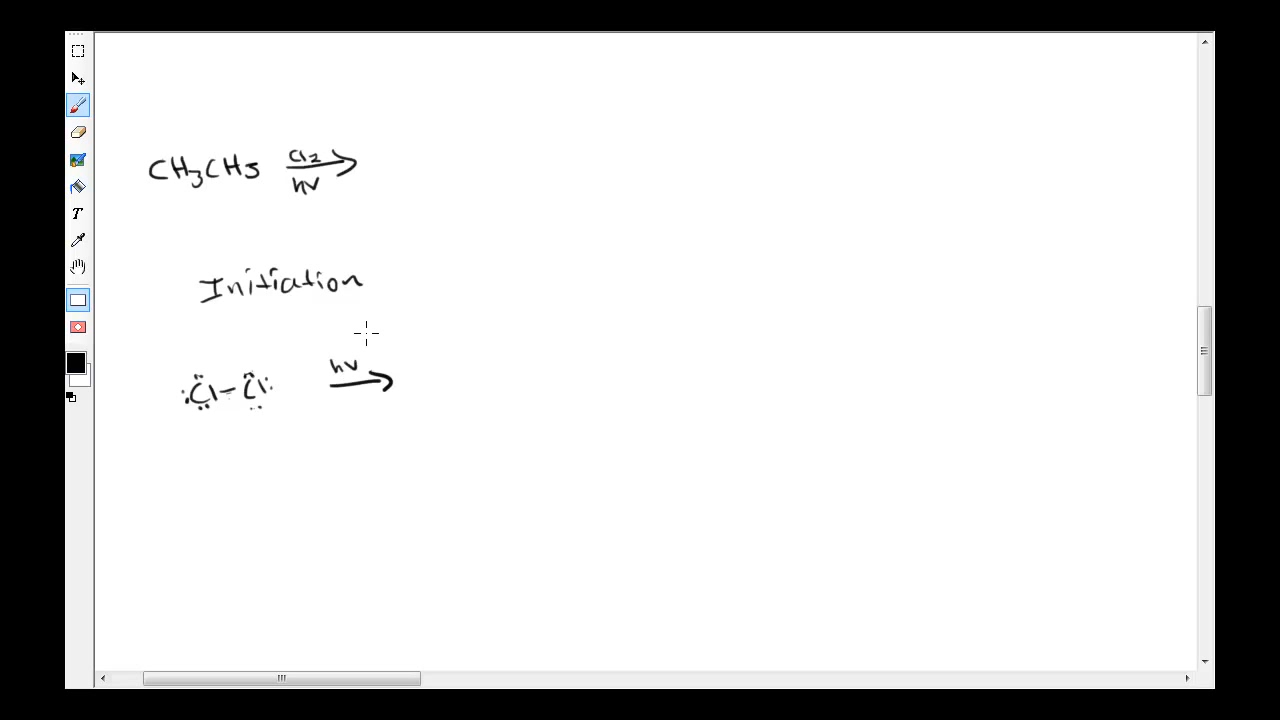 CH3CH3 Cl2
hν
Initiation
:Cl–Cl: hν
T